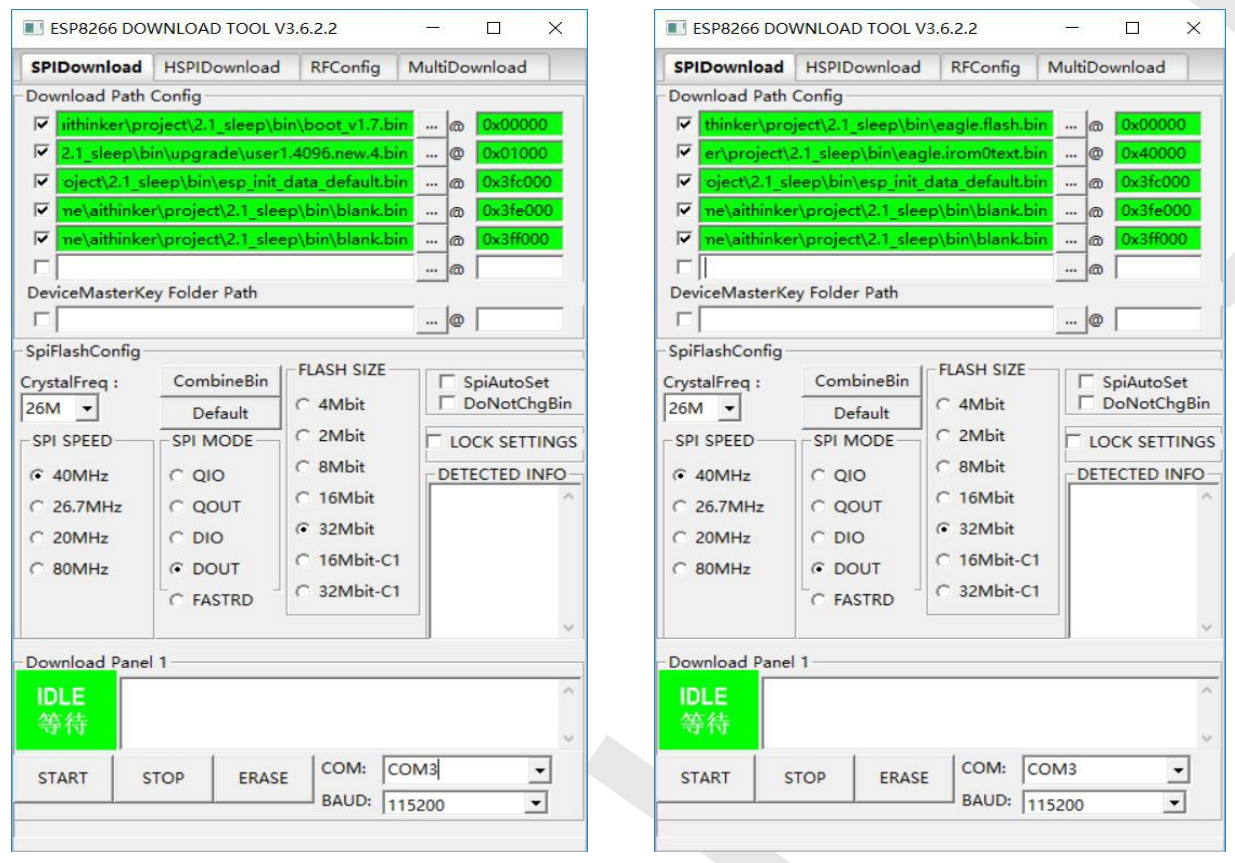 ESP8266 DOWNLOAD TOOL V3.6.2.2
SPIDownload HSPIDownload RFConfig MultiDownload
Download Path Config
iithinker\project\2.1_sleep\bin\boot_v1.7.bin ... @ 0x00000
2.1_sleep\bin\upgrade\user1.4096.new.4.bin ... @ 0x01000
oject\2.1_sleep\bin\esp_init_data_default.bin ... @ 0x3fc000
ne\aithinker\project\2.1_sleep\bin\blank.bin ... @ 0x3fe000
ne\aithinker\project\2.1_sleep\bin\blank.bin ... @ 0x3ff000
... @
DeviceMasterKey Folder Path
... @
SpiFlashConfig
CrystalFreq :
26M
CombineBin
Default
SPI SPEED
40MHz
26.7MHz
20MHz
80MHz
SPI MODE
QIO
QOUT
DIO
DOUT
FASTRD
FLASH SIZE
4Mbit
2Mbit
8Mbit
16Mbit
32Mbit
16Mbit-C1
32Mbit-C1
SpiAutoSet
DoNotChgBin
LOCK SETTINGS
DETECTED INFO
Download Panel 1
IDLE
等待
START STOP ERASE
COM: COM3
BAUD: 115200
ESP8266 DOWNLOAD TOOL V3.6.2.2
SPIDownload HSPIDownload RFConfig MultiDownload
Download Path Config
thinker\project\2.1_sleep\bin\eagle.flash.bin ... @ 0x00000
er\project\2.1_sleep\bin\eagle.irom0text.bin ... @ 0x40000
oject\2.1_sleep\bin\esp_init_data_default.bin ... @ 0x3fc000
ne\aithinker\project\2.1_sleep\bin\blank.bin ... @ 0x3fe000
ne\aithinker\project\2.1_sleep\bin\blank.bin ... @ 0x3ff000
... @
DeviceMasterKey Folder Path
... @
SpiFlashConfig
CrystalFreq :
26M
CombineBin
Default
SPI SPEED
40MHz
26.7MHz
20MHz
80MHz
SPI MODE
QIO
QOUT
DIO
DOUT
FASTRD
FLASH SIZE
4Mbit
2Mbit
8Mbit
16Mbit
32Mbit
16Mbit-C1
32Mbit-C1
SpiAutoSet
DoNotChgBin
LOCK SETTINGS
DETECTED INFO
Download Panel 1
IDLE
等待
START STOP ERASE
COM: COM3
BAUD: 115200